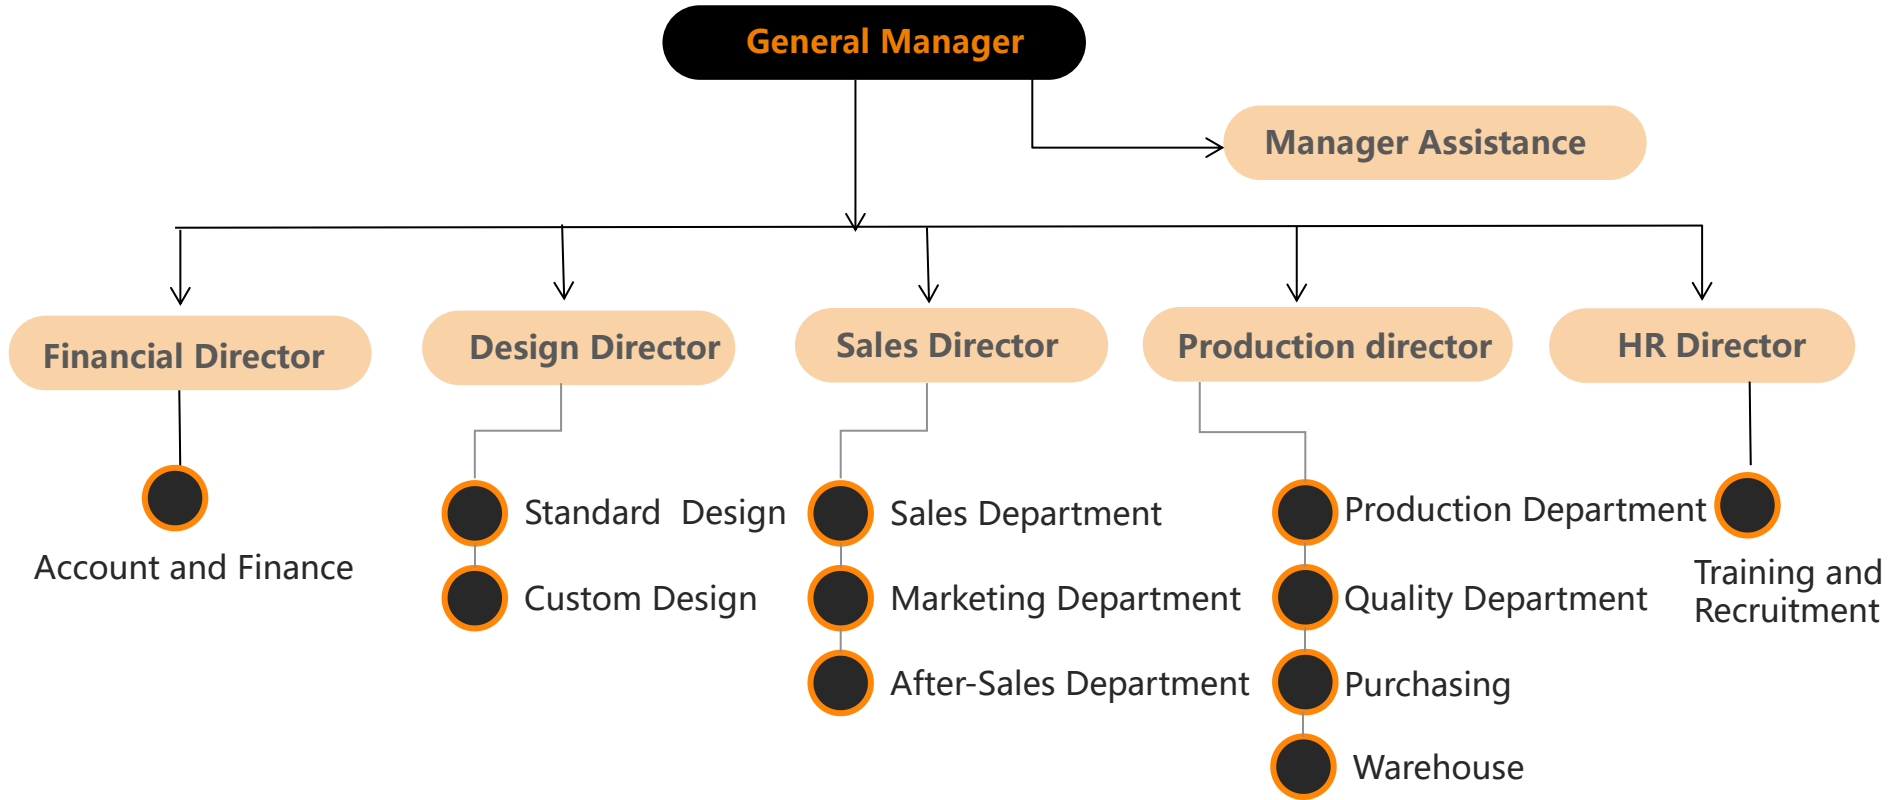 General Manager
Manager Assistance
Financial Director
Design Director
Sales Director
Production director
HR Director
Account and Finance
Standard  Design
Custom Design
Sales Department
Marketing Department
After-Sales Department
Production Department
Quality Department
Purchasing
Warehouse
Training and
Recruitment